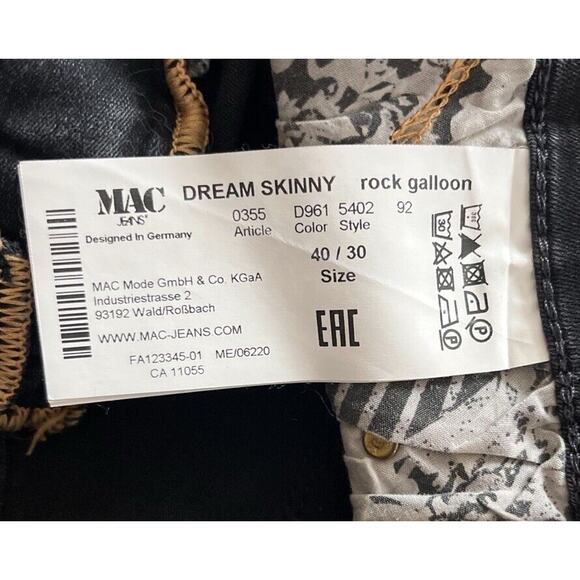 MAC
JEANS®
Designed In Germany
DREAM SKINNY rock galloon
0355 D961 5402 92
Article Color Style
40 / 30
Size
MAC Mode GmbH & Co. KGaA
Industriestrasse 2
93192 Wald/Roßbach
WWW.MAC-JEANS.COM
FA123345-01 ME/06220
CA 11055
EAC
30
P